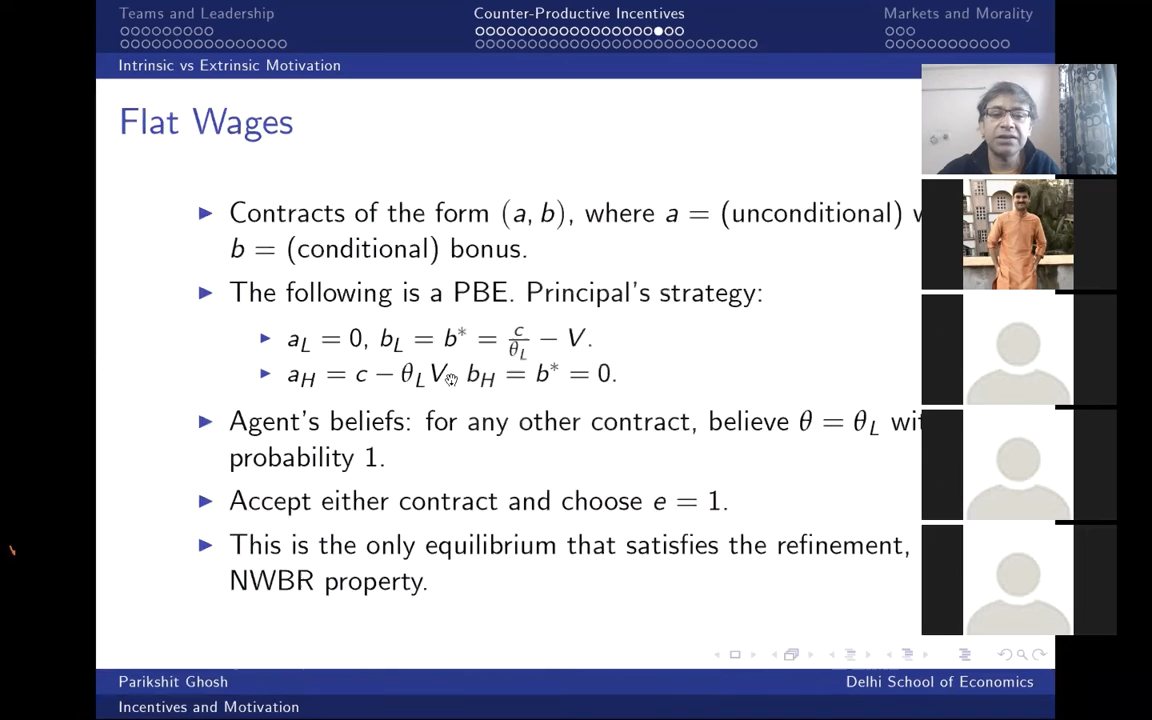 Teams and Leadership
Counter-Productive Incentives
Markets and Morality
Intrinsic vs Extrinsic Motivation
Flat Wages
▶ Contracts of the form (a, b), where a = (unconditional)
b = (conditional) bonus.
▶ The following is a PBE. Principal's strategy:
▶ a_L = 0, b_L = b* = c/θ_L − V.
▶ a_H = c − θ_L V, b_H = b* = 0.
▶ Agent's beliefs: for any other contract, believe θ = θ_L
probability 1.
▶ Accept either contract and choose e = 1.
▶ This is the only equilibrium that satisfies the refinement,
NWBR property.
Parikshit Ghosh
Delhi School of Economics
Incentives and Motivation